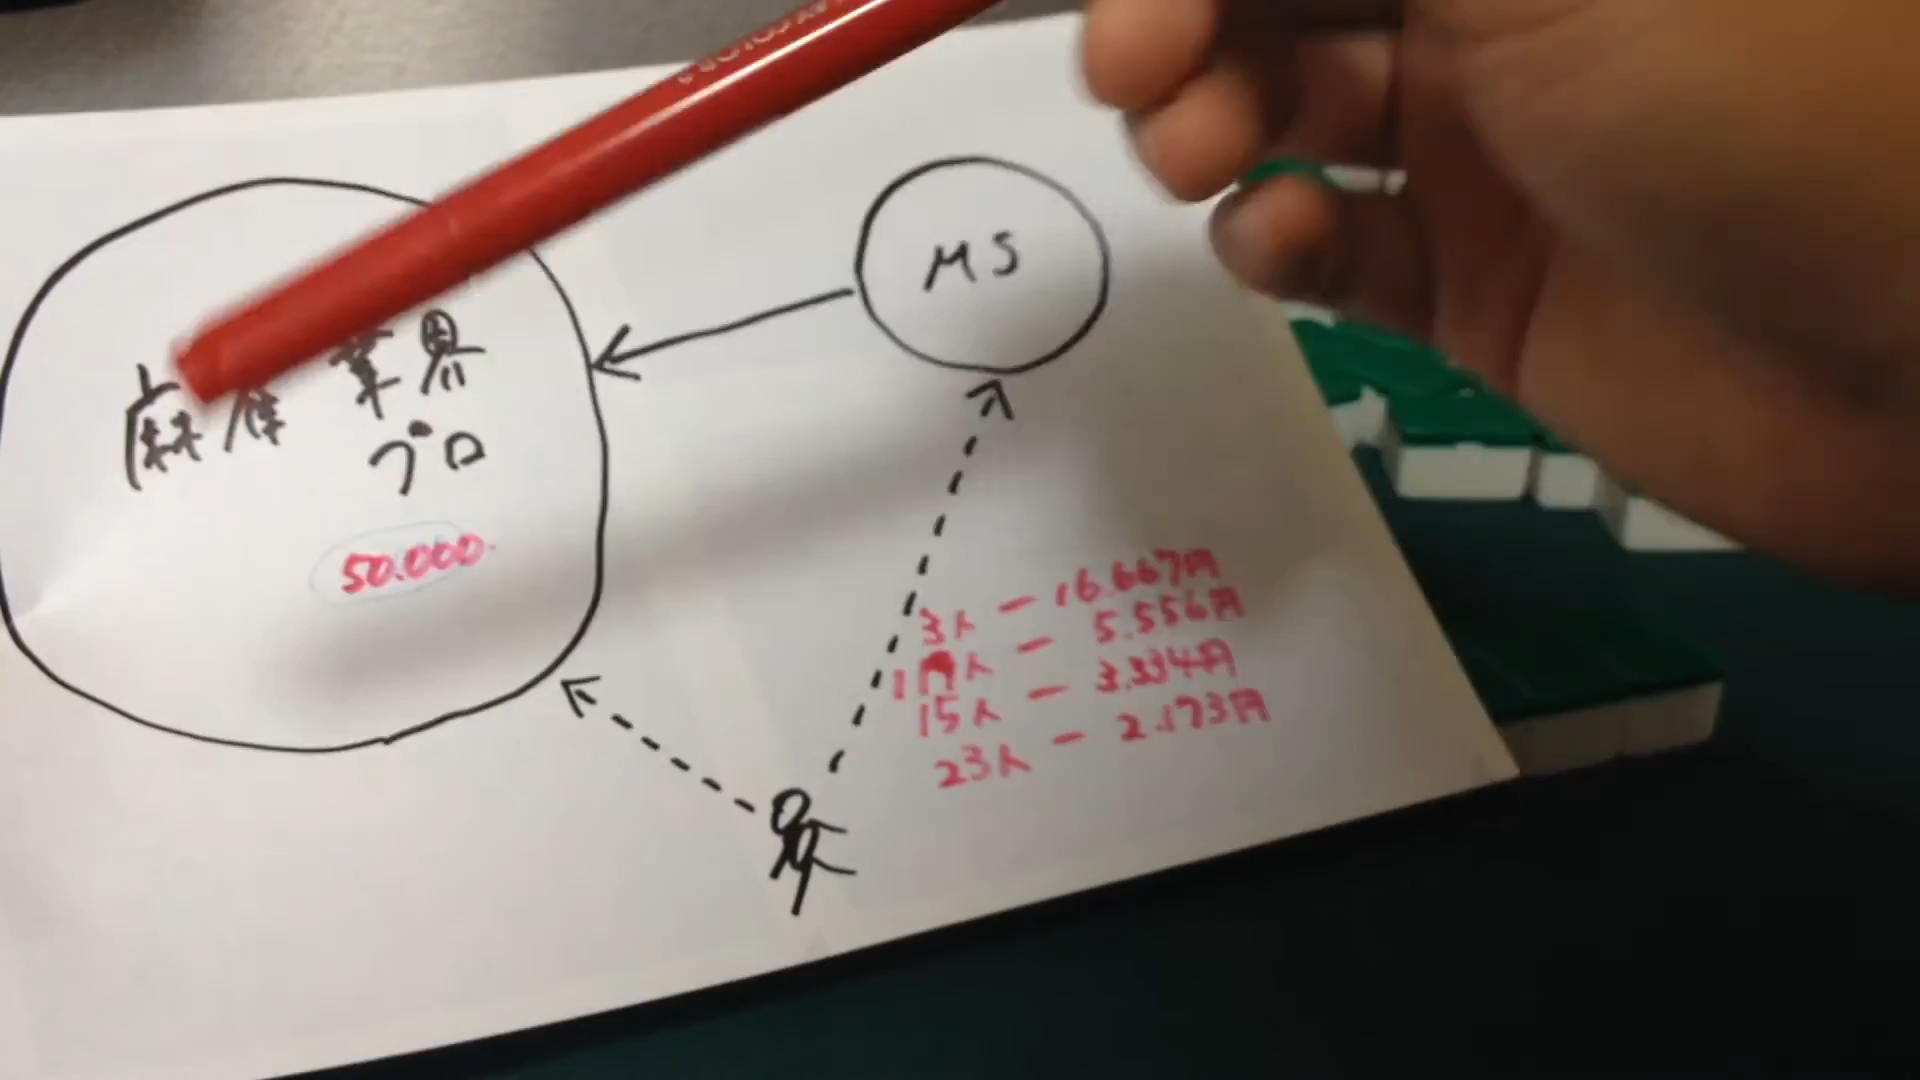 麻雀業界
プロ
50.000.
MS
3人 ー 16.667円
人 ー 5.556円
15人 ー 3.334円
23人 ー 2.173円